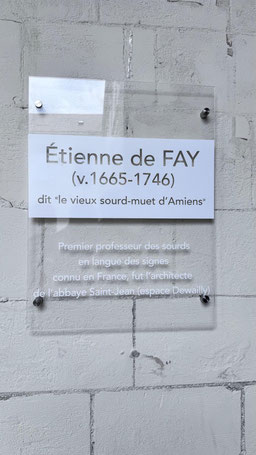 Étienne de FAY
(v.1665-1746)
dit "le vieux sourd-muet d'Amiens"
Premier professeur des sourds
en langue des signes
connu en France, fut l'architecte
de l'abbaye Saint-Jean (espace Dewailly)